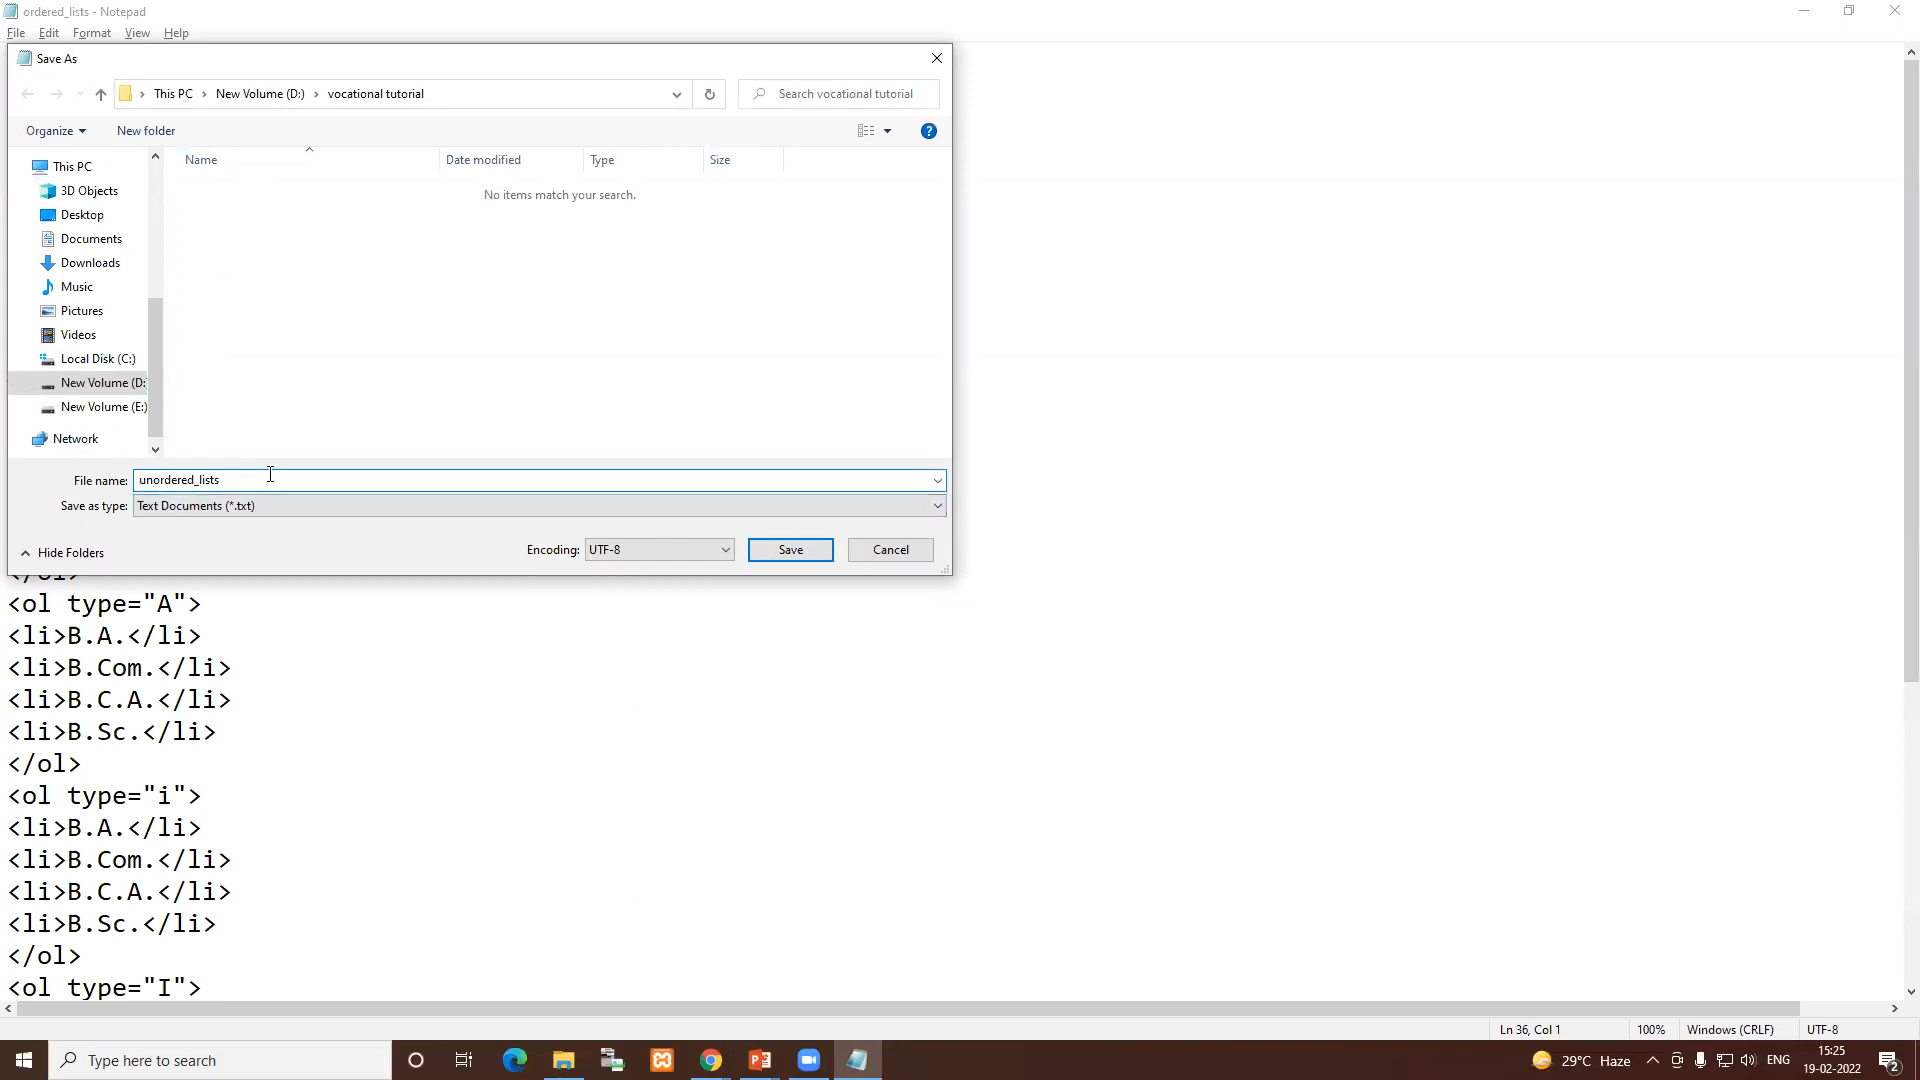 ordered_lists - Notepad
File Edit Format View Help
Save As
This PC New Volume (D:) vocational tutorial
Search vocational tutorial
Organize New folder
Name Date modified Type Size
No items match your search.
This PC
3D Objects
Desktop
Documents
Downloads
Music
Pictures
Videos
Local Disk (C:)
New Volume (D:
New Volume (E:)
Network
File name: unordered_lists
Save as type: Text Documents (*.txt)
Hide Folders
Encoding: UTF-8 Save Cancel
</ol>
<ol type="A">
<li>B.A.</li>
<li>B.Com.</li>
<li>B.C.A.</li>
<li>B.Sc.</li>
</ol>
<ol type="i">
<li>B.A.</li>
<li>B.Com.</li>
<li>B.C.A.</li>
<li>B.Sc.</li>
</ol>
<ol type="I">
Ln 36, Col 1 100% Windows (CRLF) UTF-8
Type here to search
29°C Haze ENG
15:25
19-02-2022
2